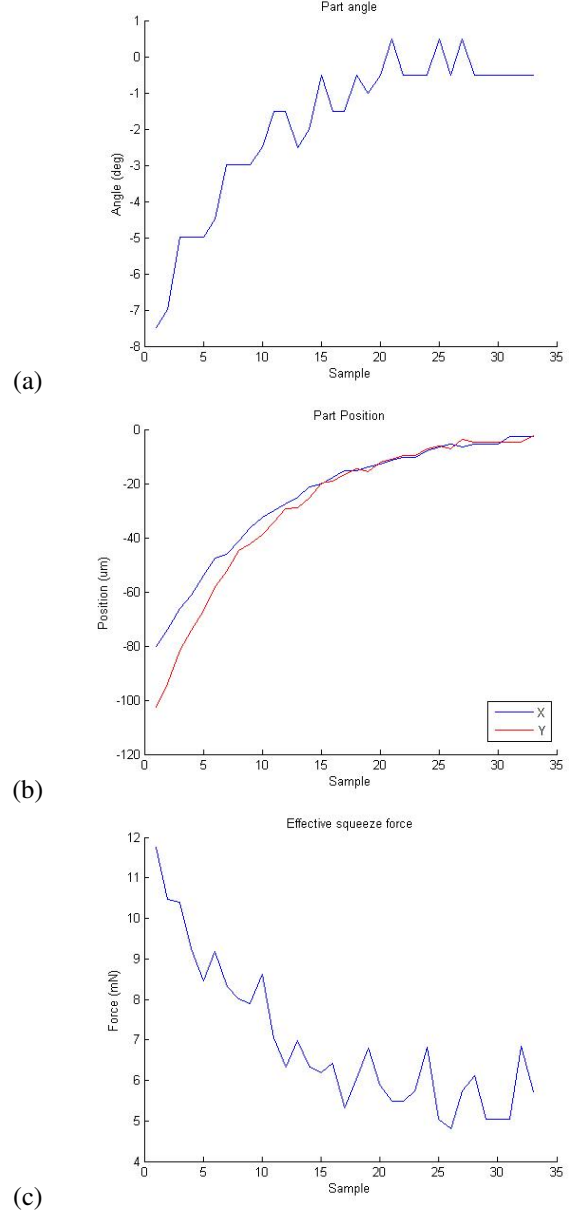 Part angle
1
0
-1
-2
-3
-4
-5
-6
-7
-8
Angle (deg)
0 5 10 15 20 25 30 35
Sample
(a)
Part Position
0
-20
-40
-60
-80
-100
-120
Position (um)
X
Y
0 5 10 15 20 25 30 35
Sample
(b)
Effective squeeze force
12
11
10
9
8
7
6
5
4
Force (mN)
0 5 10 15 20 25 30 35
Sample
(c)